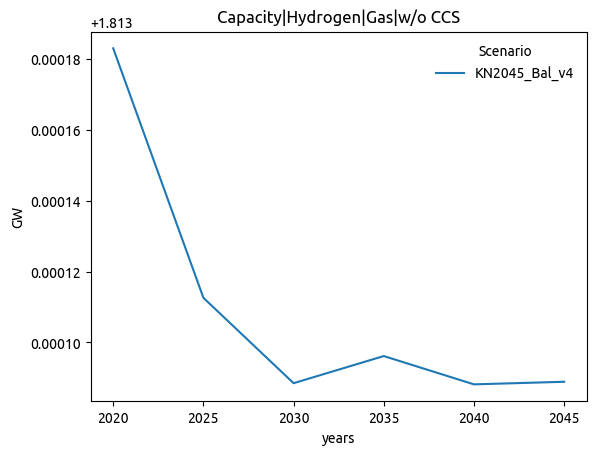 Capacity|Hydrogen|Gas|w/o CCS
+1.813
Scenario
KN2045_Bal_v4
0.00018
0.00016
0.00014
0.00012
0.00010
GW
2020 2025 2030 2035 2040 2045
years